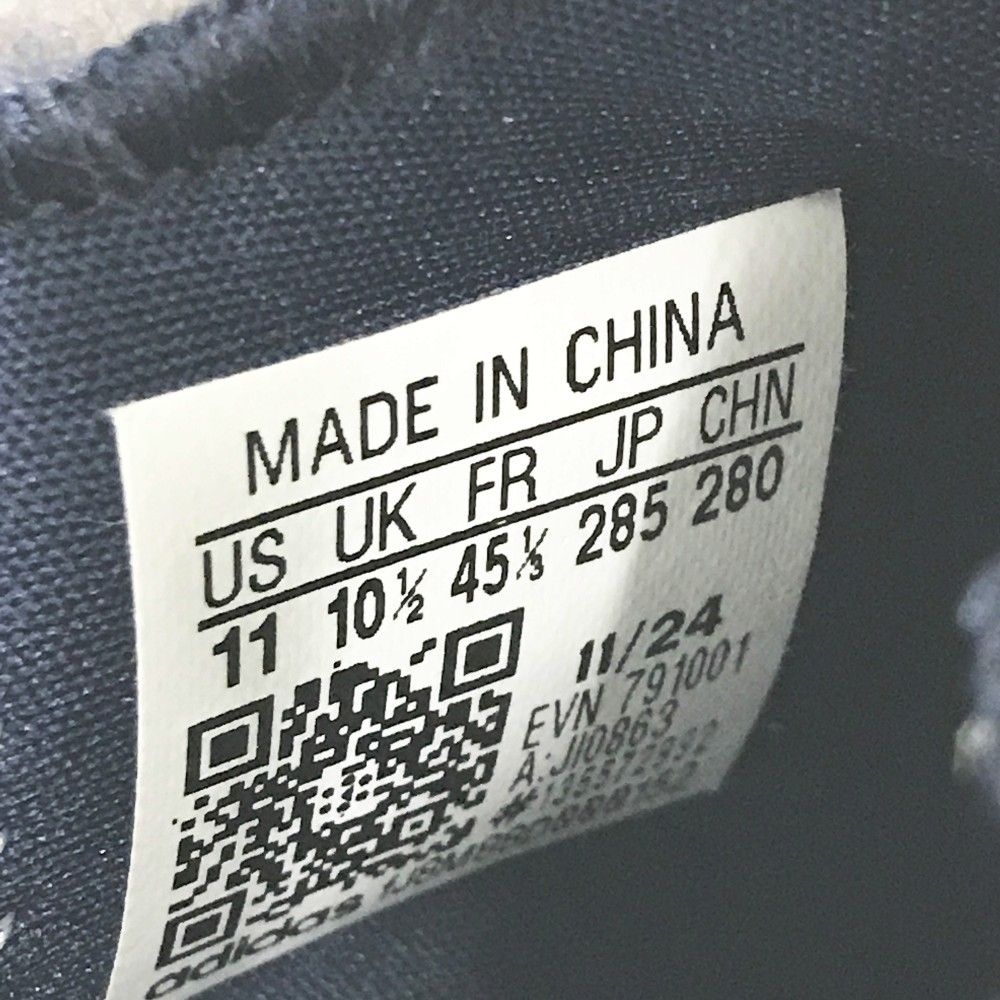 MADE IN CHINA
US UK FR JP CHN
11 10½ 45⅓ 285 280
11/24
EVN 791001
A:JI0863
adidas